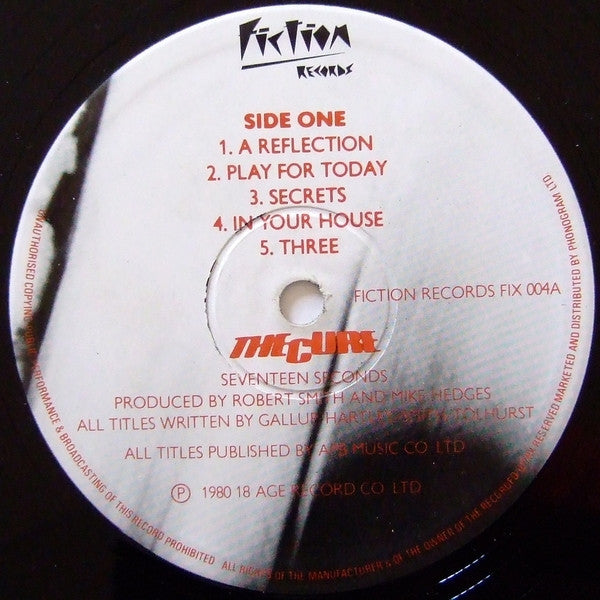 Fiction
RECORDS
SIDE ONE
1. A REFLECTION
2. PLAY FOR TODAY
3. SECRETS
4. IN YOUR HOUSE
5. THREE
FICTION RECORDS FIX 004A
THE CURE
SEVENTEEN SECONDS
PRODUCED BY ROBERT SMITH AND MIKE HEDGES
ALL TITLES WRITTEN BY GALLUP HARTLEY SMITH TOLHURST
ALL TITLES PUBLISHED BY APB MUSIC CO LTD
℗ 1980 18 AGE RECORD CO LTD
UNAUTHORISED COPYING PUBLIC PERFORMANCE & BROADCASTING OF THIS RECORD PROHIBITED ALL RIGHTS OF THE MANUFACTURER & OF THE OWNER OF THE RECORDED WORK RESERVED MARKETED AND DISTRIBUTED BY PHONOGRAM LTD